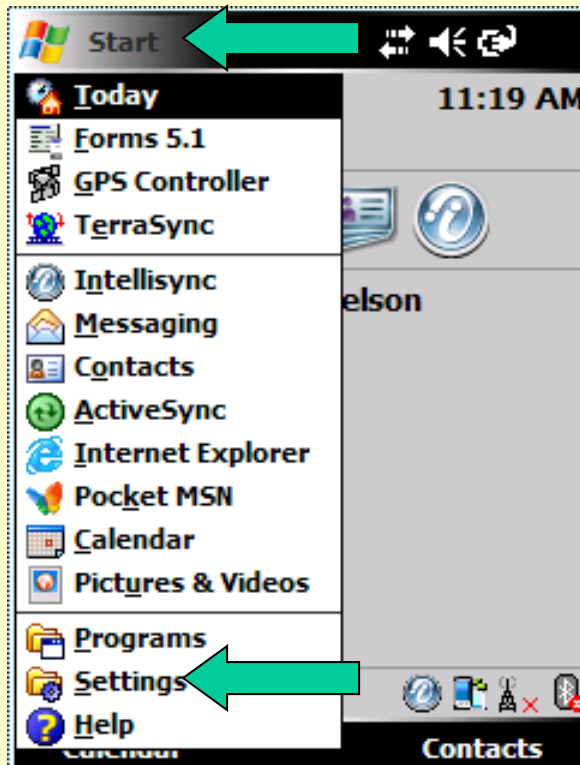 Start
Today
11:19 AM
Forms 5.1
GPS Controller
TerraSync
Intellisync
elson
Messaging
Contacts
ActiveSync
Internet Explorer
Pocket MSN
Calendar
Pictures & Videos
Programs
Settings
Help
Calendar
Contacts